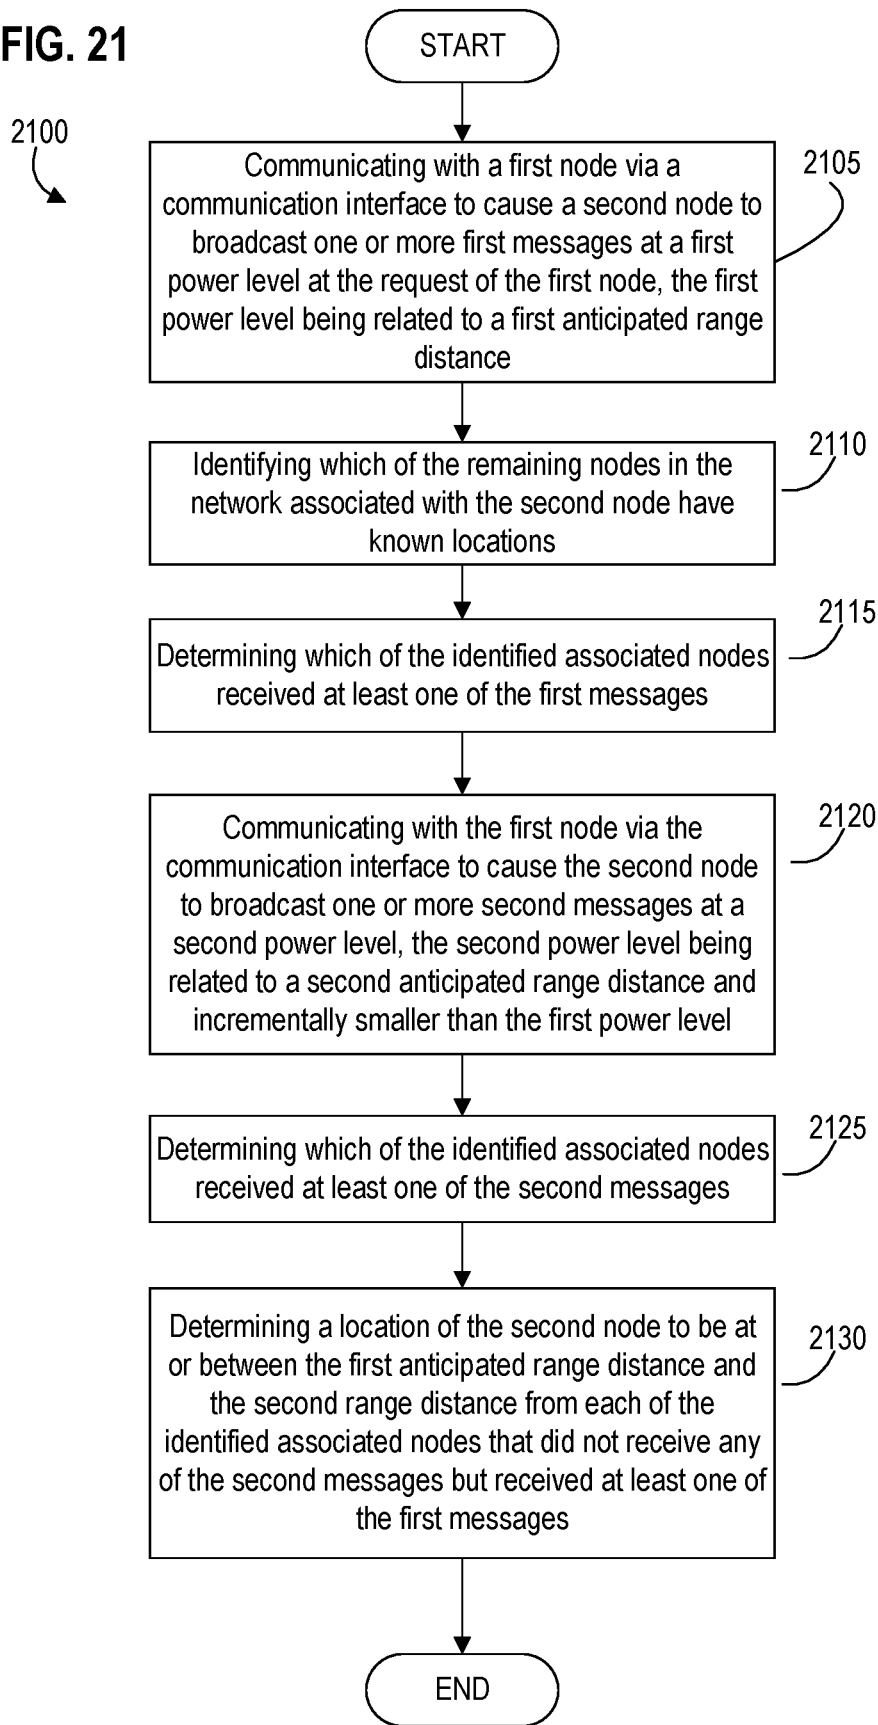 FIG. 21
START
2100
Communicating with a first node via a
communication interface to cause a second node to
broadcast one or more first messages at a first
power level at the request of the first node, the first
power level being related to a first anticipated range
distance
2105
Identifying which of the remaining nodes in the
network associated with the second node have
known locations
2110
Determining which of the identified associated nodes
received at least one of the first messages
2115
Communicating with the first node via the
communication interface to cause the second node
to broadcast one or more second messages at a
second power level, the second power level being
related to a second anticipated range distance and
incrementally smaller than the first power level
2120
Determining which of the identified associated nodes
received at least one of the second messages
2125
Determining a location of the second node to be at
or between the first anticipated range distance and
the second range distance from each of the
identified associated nodes that did not receive any
of the second messages but received at least one of
the first messages
2130
END